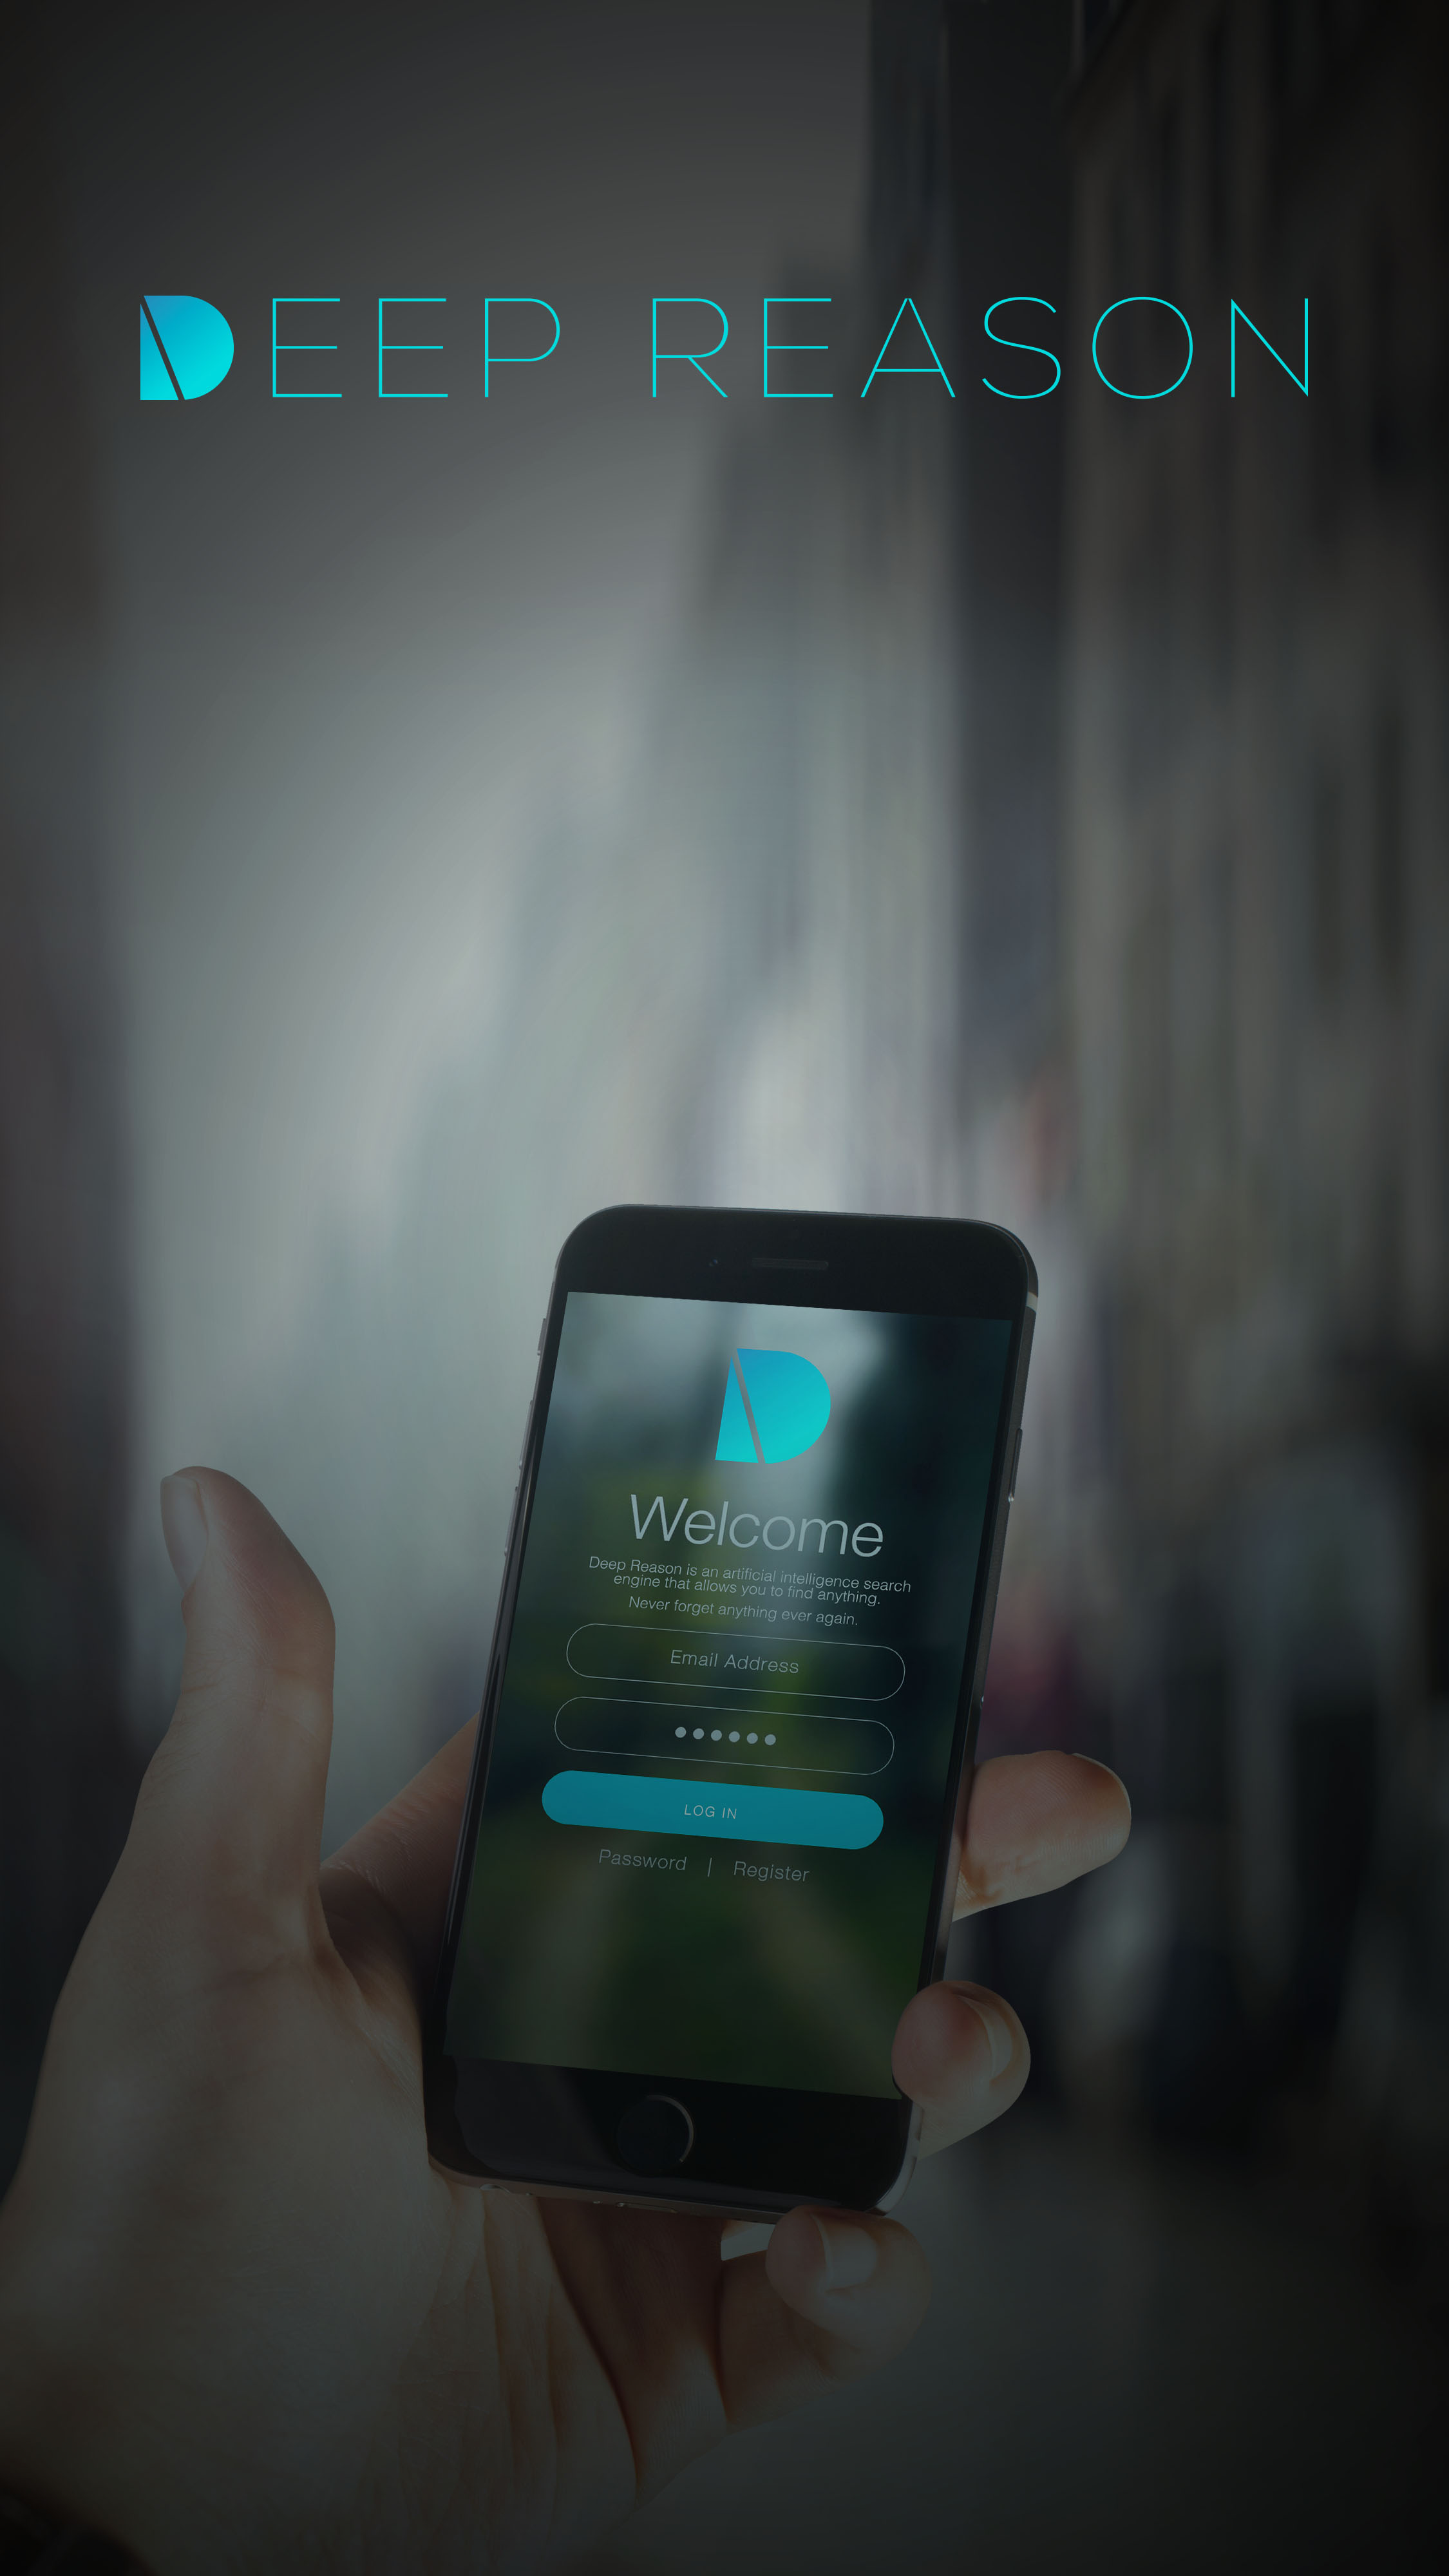 DEEP REASON
Welcome
Deep Reason is an artificial intelligence search
engine that allows you to find anything.
Never forget anything ever again.
Email Address
••••••
LOG IN
Password | Register